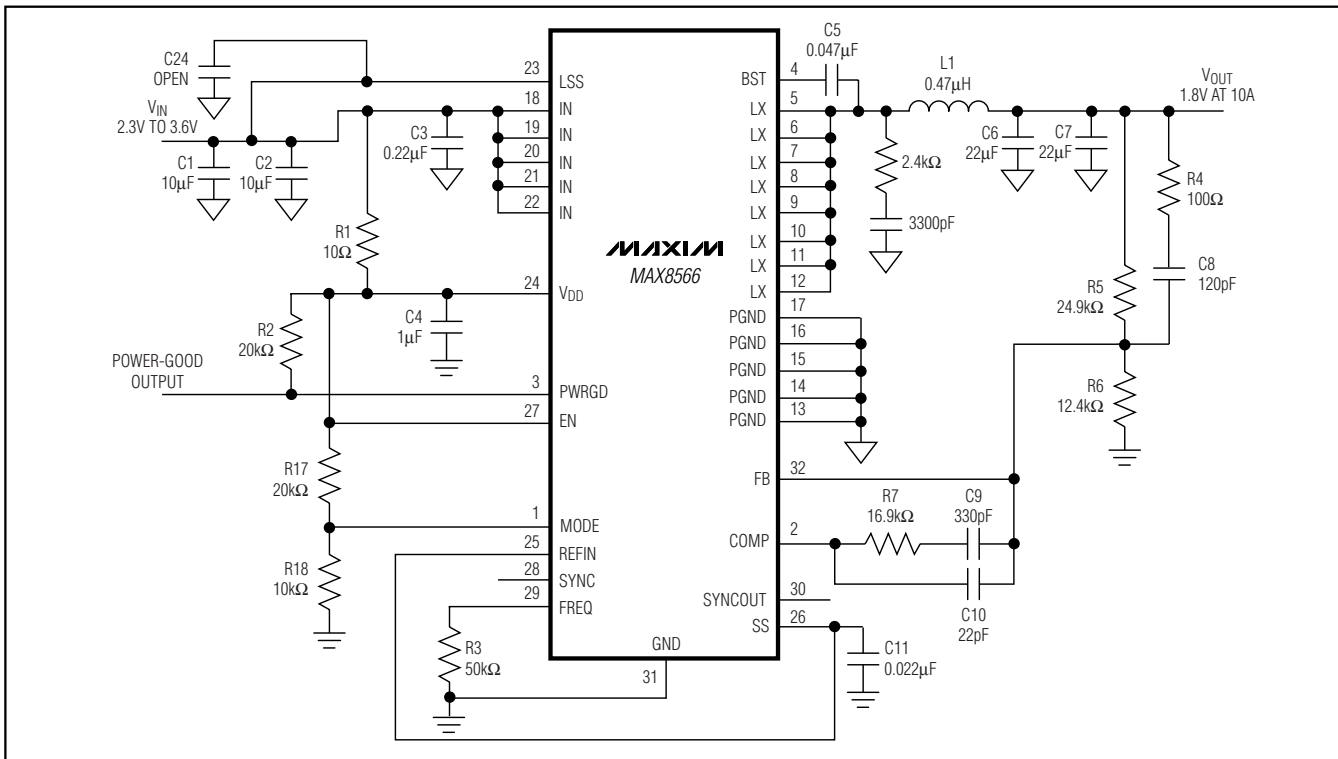 C24
OPEN
V_IN
2.3V TO 3.6V
C1
10µF
C2
10µF
C3
0.22µF
R1
10Ω
R2
20kΩ
C4
1µF
POWER-GOOD
OUTPUT
R17
20kΩ
R18
10kΩ
R3
50kΩ
23
LSS
18
IN
19
IN
20
IN
21
IN
22
IN
24
V_DD
3
PWRGD
27
EN
1
MODE
25
REFIN
28
SYNC
29
FREQ
MAXIM
MAX8566
GND
31
BST
4
LX
5
LX
6
LX
7
LX
8
LX
9
LX
10
LX
11
LX
12
PGND
17
PGND
16
PGND
15
PGND
14
PGND
13
FB
32
COMP
2
SYNCOUT
30
SS
26
C5
0.047µF
L1
0.47µH
V_OUT
1.8V AT 10A
2.4kΩ
3300pF
C6
22µF
C7
22µF
R4
100Ω
C8
120pF
R5
24.9kΩ
R6
12.4kΩ
R7
16.9kΩ
C9
330pF
C10
22pF
C11
0.022µF